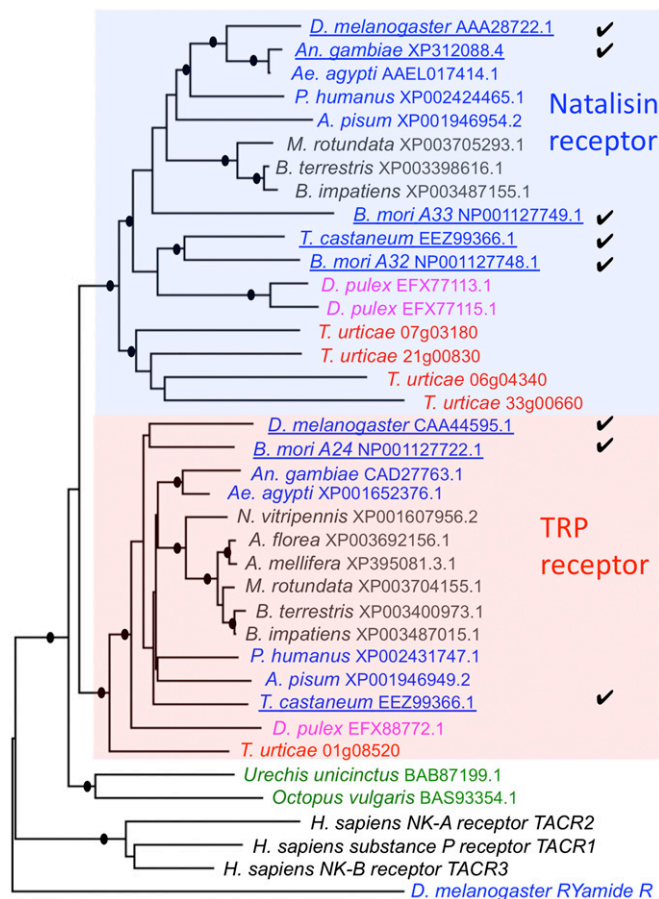 D. melanogaster AAA28722.1 ✔
An. gambiae XP312088.4 ✔
Ae. agypti AAEL017414.1
P. humanus XP002424465.1
Natalisin
receptor
A. pisum XP001946954.2
M. rotundata XP003705293.1
B. terrestris XP003398616.1
B. impatiens XP003487155.1
B. mori A33 NP001127749.1 ✔
T. castaneum EEZ99366.1 ✔
B. mori A32 NP001127748.1 ✔
D. pulex EFX77113.1
D. pulex EFX77115.1
T. urticae 07g03180
T. urticae 21g00830
T. urticae 06g04340
T. urticae 33g00660
D. melanogaster CAA44595.1 ✔
B. mori A24 NP001127722.1 ✔
An. gambiae CAD27763.1
Ae. agypti XP001652376.1
N. vitripennis XP001607956.2
TRP
receptor
A. florea XP003692156.1
A. mellifera XP395081.3.1
M. rotundata XP003704155.1
B. terrestris XP003400973.1
B. impatiens XP003487015.1
P. humanus XP002431747.1
A. pisum XP001946949.2
T. castaneum EEZ99366.1 ✔
D. pulex EFX88772.1
T. urticae 01g08520
Urechis unicinctus BAB87199.1
Octopus vulgaris BAS93354.1
H. sapiens NK-A receptor TACR2
H. sapiens substance P receptor TACR1
H. sapiens NK-B receptor TACR3
D. melanogaster RYamide R